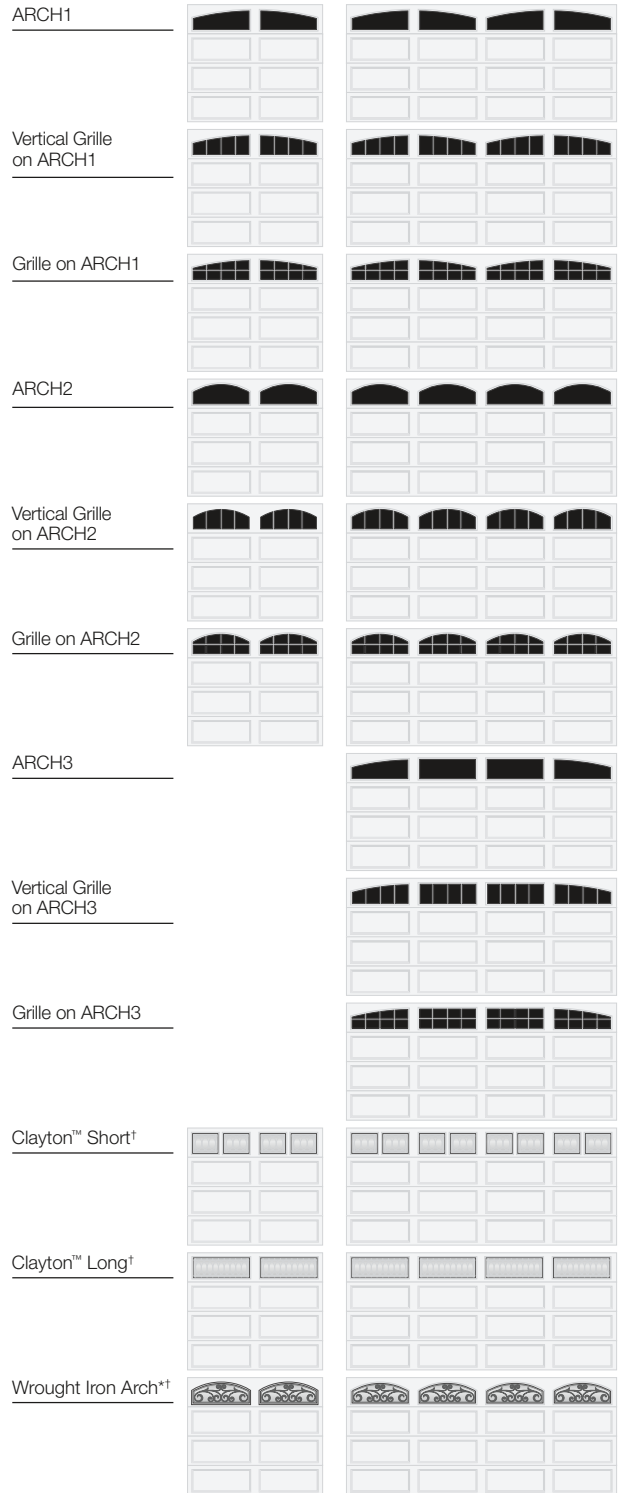 ARCH1
Vertical Grille
on ARCH1
Grille on ARCH1
ARCH2
Vertical Grille
on ARCH2
Grille on ARCH2
ARCH3
Vertical Grille
on ARCH3
Grille on ARCH3
Clayton™ Short†
Clayton™ Long†
Wrought Iron Arch*†